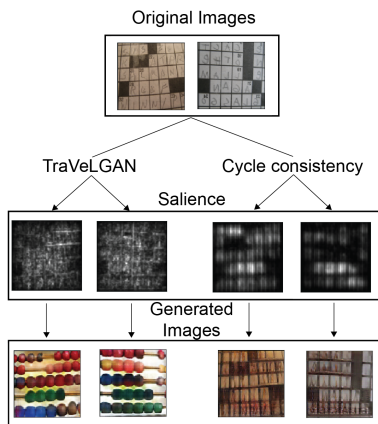 Original Images
TraVeLGAN
Cycle consistency
Salience
Generated
Images